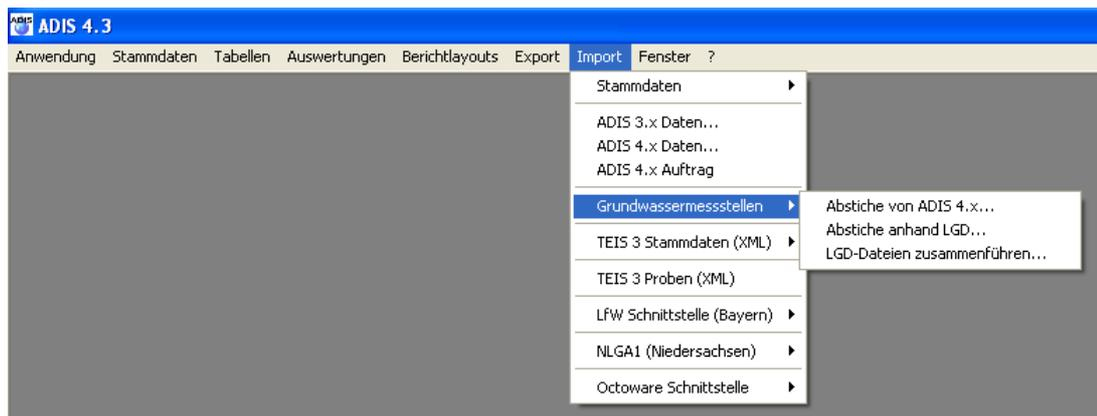 ADIS ADIS 4.3
Anwendung Stammdaten Tabellen Auswertungen Berichtlayouts Export Import Fenster ?
Stammdaten
ADIS 3.x Daten...
ADIS 4.x Daten...
ADIS 4.x Auftrag
Grundwassermessstellen
Abstiche von ADIS 4.x...
Abstiche anhand LGD...
LGD-Dateien zusammenführen...
TEIS 3 Stammdaten (XML)
TEIS 3 Proben (XML)
LfW Schnittstelle (Bayern)
NLGA1 (Niedersachsen)
Octoware Schnittstelle